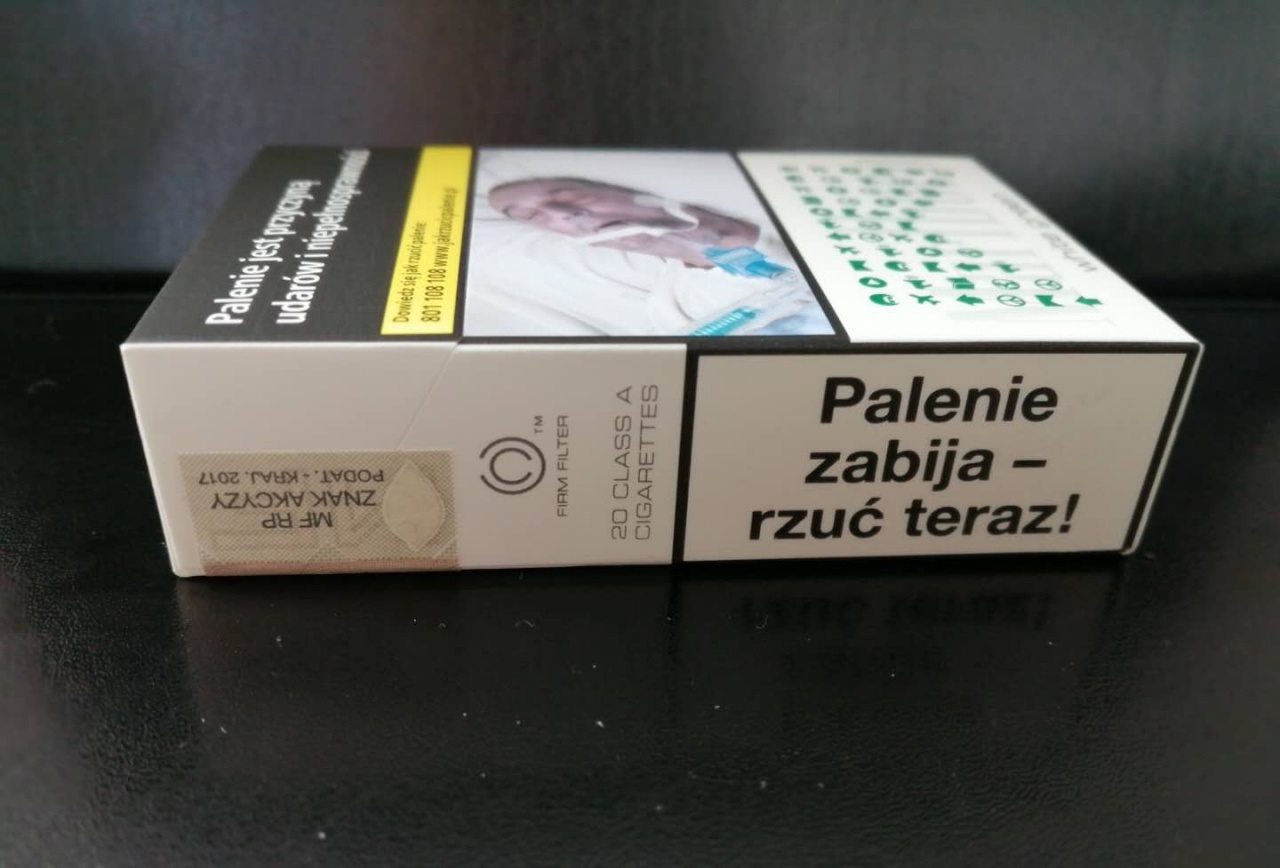 Palenie jest przyczyną
udarów i niepełnosprawności
Dowiedz się jak rzucić palenie:
801 108 108 www.jakrzucicpalenie.pl
MF RP
ZNAK AKCYZY
PODAT. - KRAJ. 2017
TM
FIRM FILTER
20 CLASS A
CIGARETTES
Palenie
zabija –
rzuć teraz!